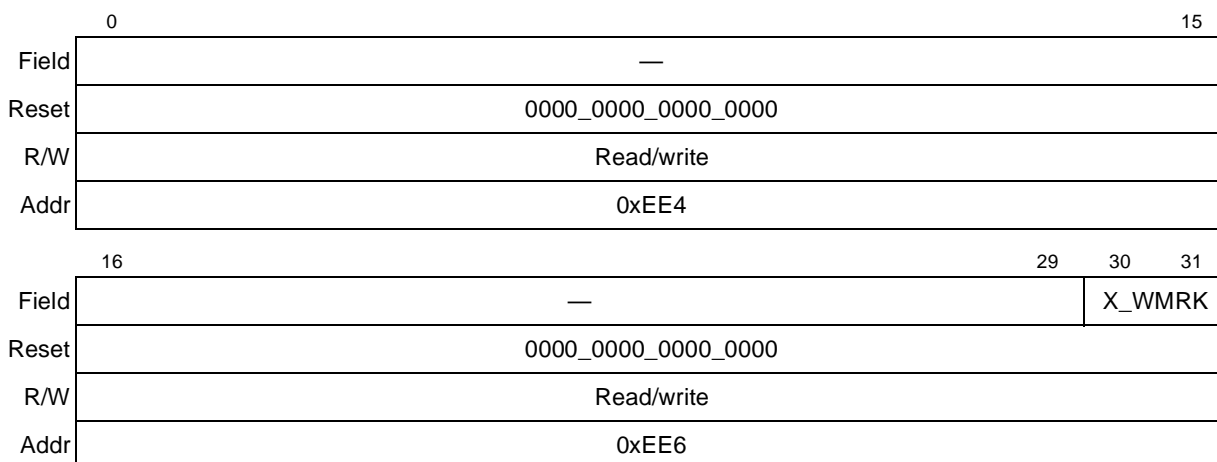 0 15
Field —
Reset 0000_0000_0000_0000
R/W Read/write
Addr 0xEE4
16 29 30 31
Field — X_WMRK
Reset 0000_0000_0000_0000
R/W Read/write
Addr 0xEE6